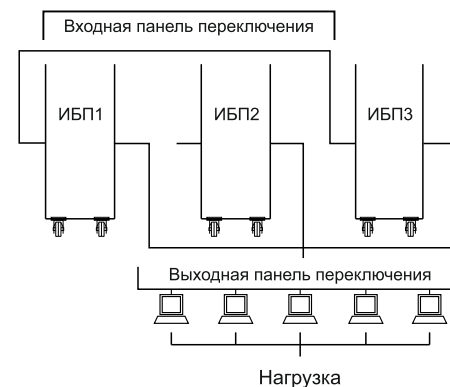 Входная панель переключения
ИБП1
ИБП2
ИБП3
Выходная панель переключения
Нагрузка